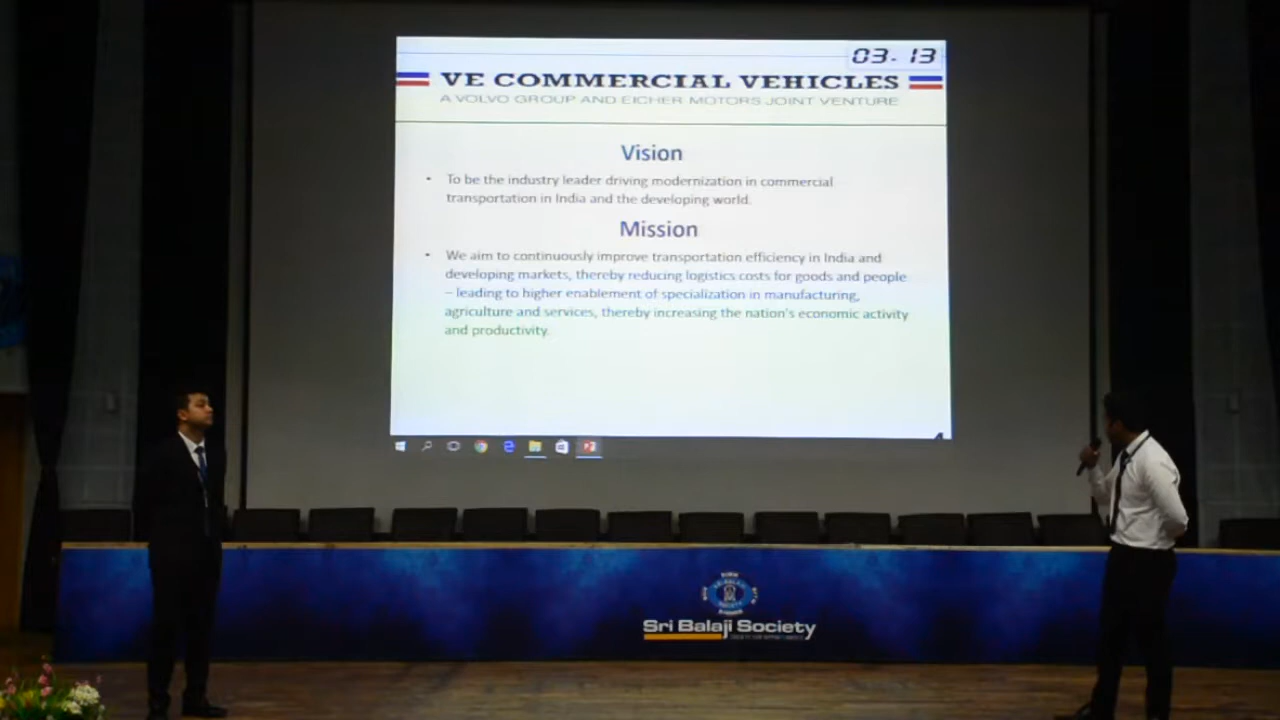 03- 13
VE COMMERCIAL VEHICLES
A VOLVO GROUP AND EICHER MOTORS JOINT VENTURE
Vision
• To be the industry leader driving modernization in commercial
transportation in India and the developing world.
Mission
• We aim to continuously improve transportation efficiency in India and
developing markets, thereby reducing logistics costs for goods and people
– leading to higher enablement of specialization in manufacturing,
agriculture and services, thereby increasing the nation's economic activity
and productivity.
Sri Balaji Society